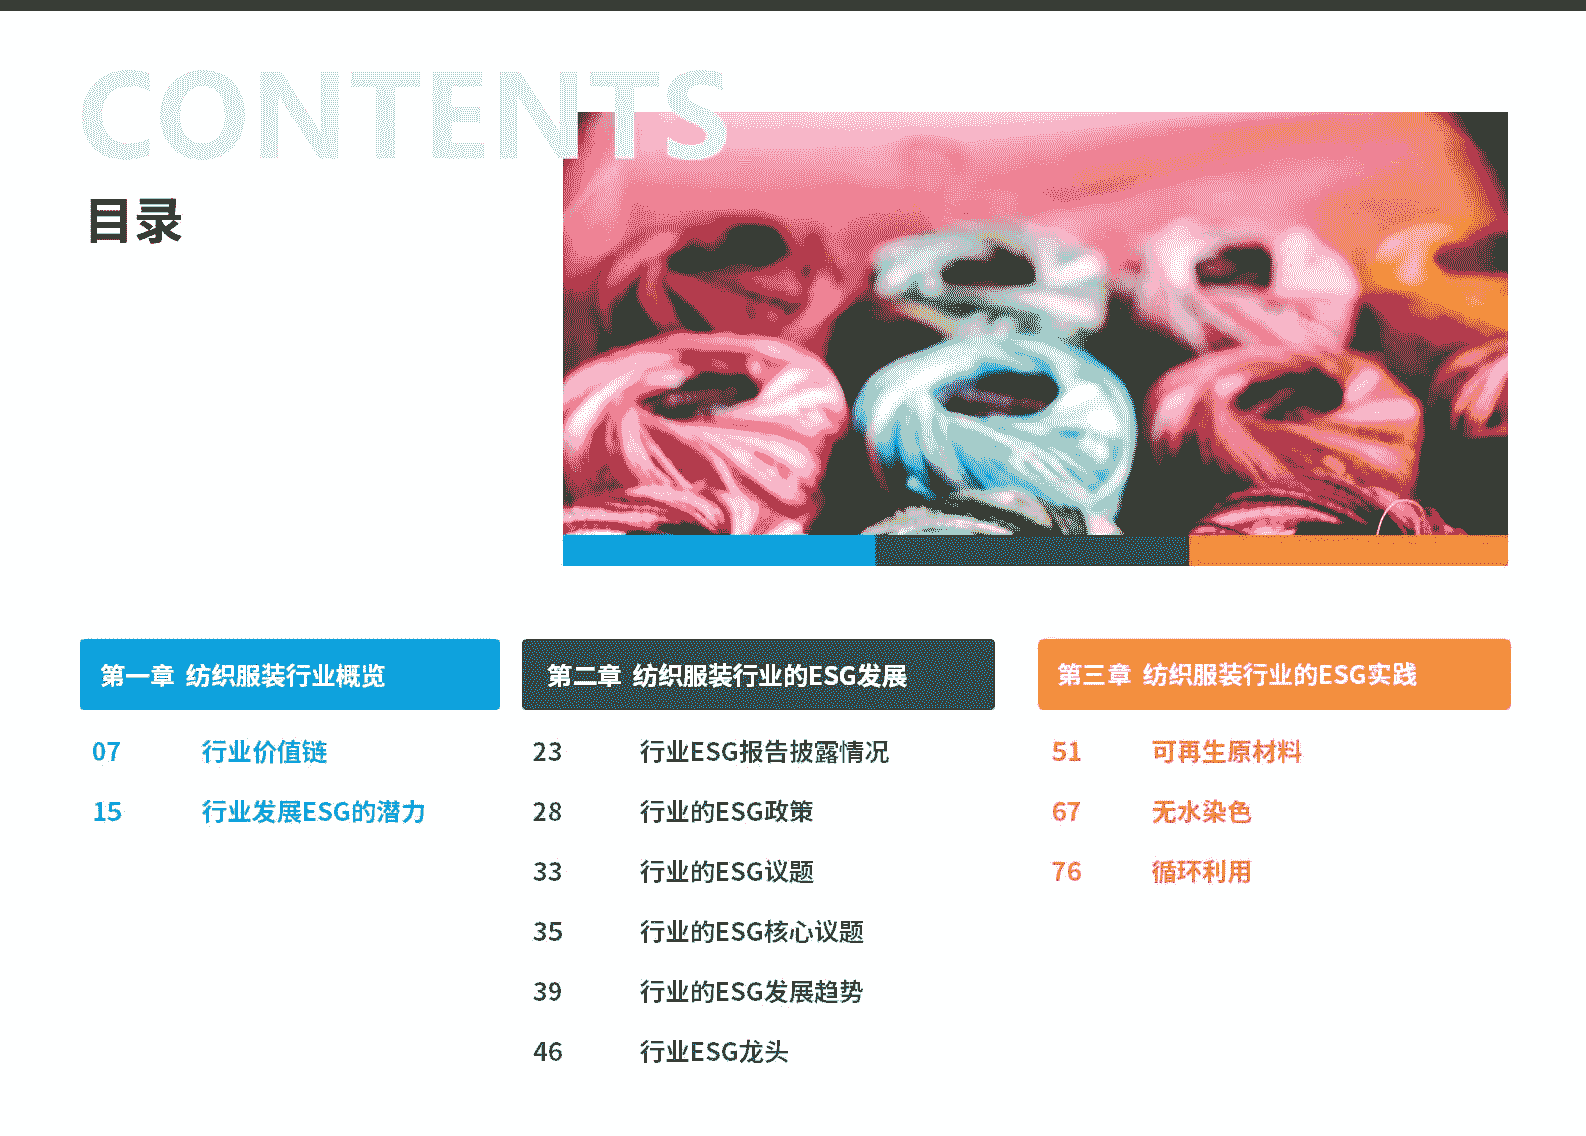 CONTENTS
目录
第一章 纺织服装行业概览
07 行业价值链
15 行业发展ESG的潜力
第二章 纺织服装行业的ESG发展
23 行业ESG报告披露情况
28 行业的ESG政策
33 行业的ESG议题
35 行业的ESG核心议题
39 行业的ESG发展趋势
46 行业ESG龙头
第三章 纺织服装行业的ESG实践
51 可再生原材料
67 无水染色
76 循环利用